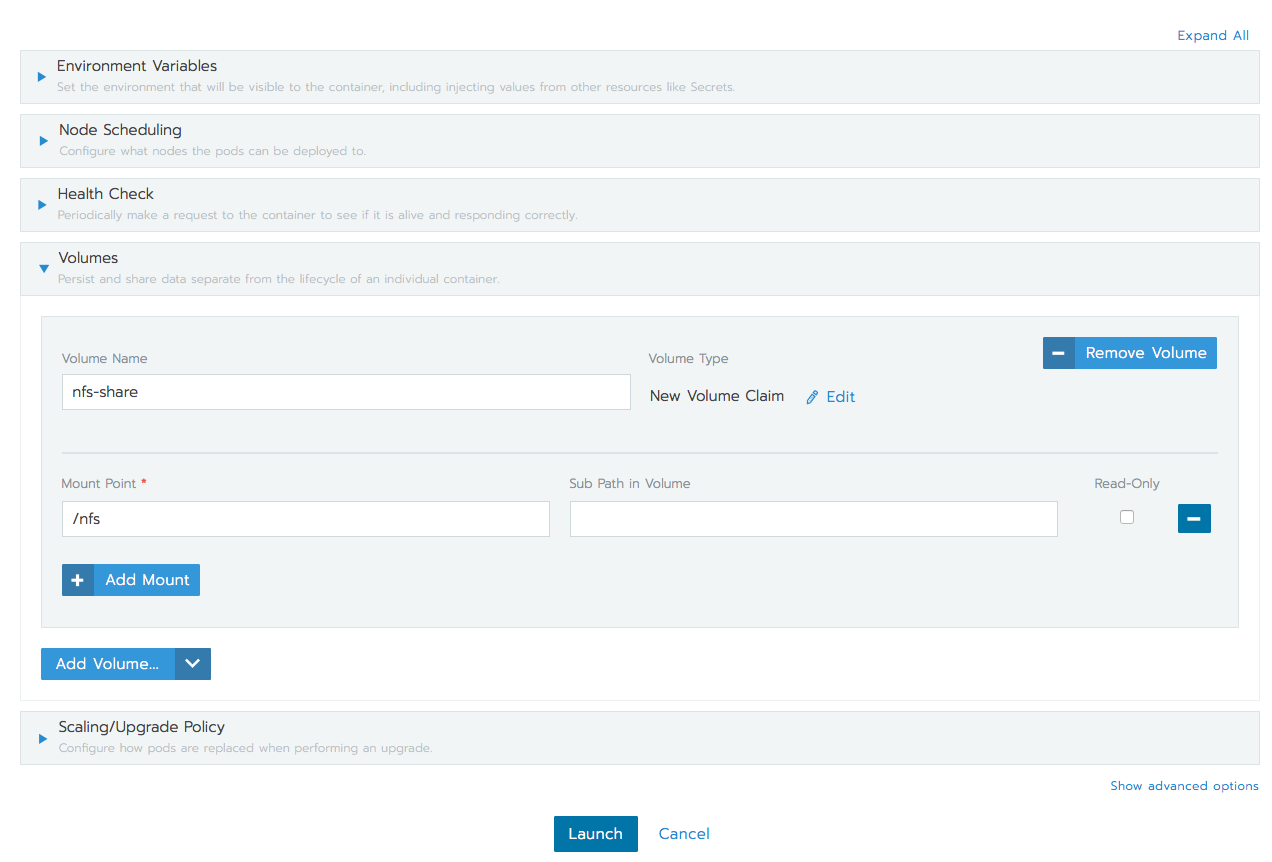 Expand All
Environment Variables
Set the environment that will be visible to the container, including injecting values from other resources like Secrets.
Node Scheduling
Configure what nodes the pods can be deployed to.
Health Check
Periodically make a request to the container to see if it is alive and responding correctly.
Volumes
Persist and share data separate from the lifecycle of an individual container.
Volume Name
Volume Type
Remove Volume
nfs-share
New Volume Claim
Edit
Mount Point *
Sub Path in Volume
Read-Only
/nfs
Add Mount
Add Volume...
Scaling/Upgrade Policy
Configure how pods are replaced when performing an upgrade.
Show advanced options
Launch
Cancel